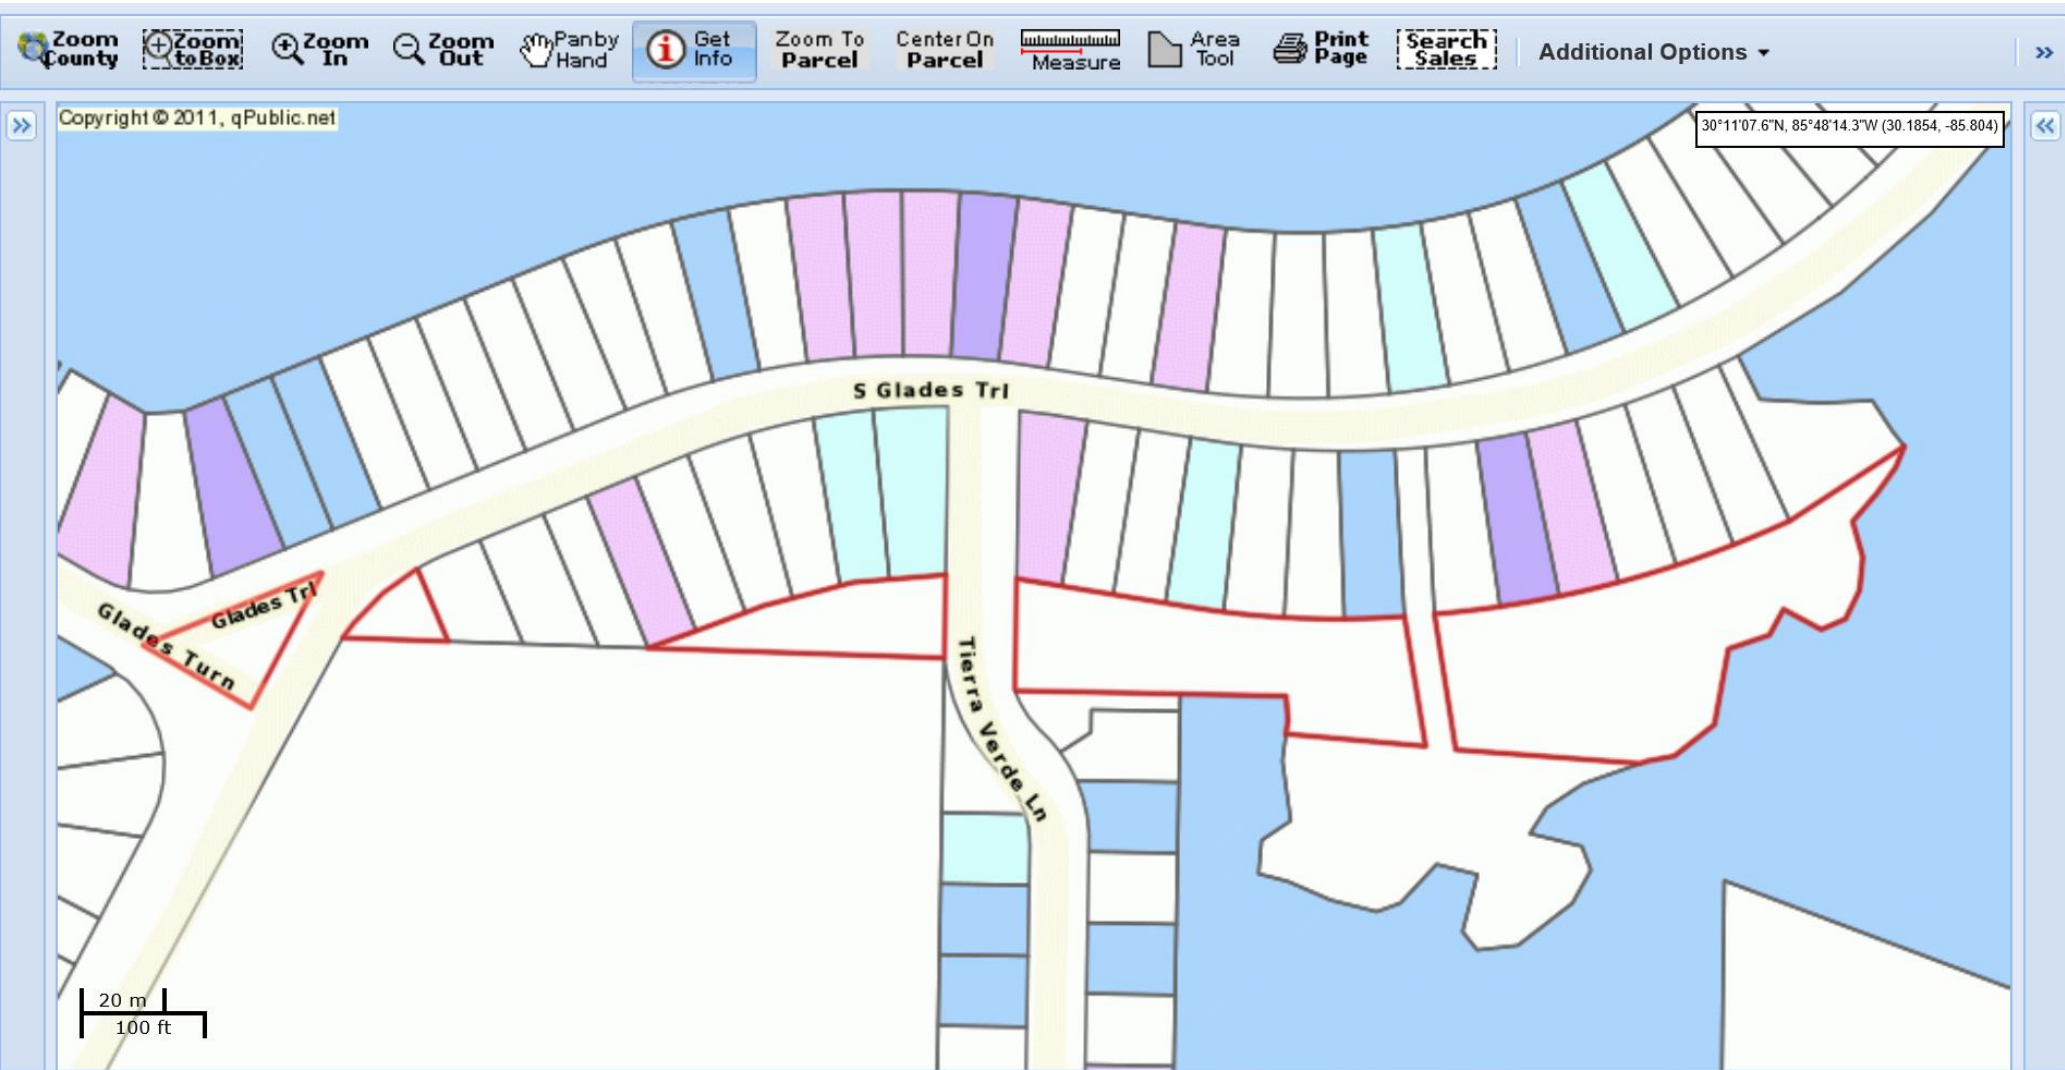 Zoom County
Zoom to Box
Zoom In
Zoom Out
Pan by Hand
Get Info
Zoom To Parcel
Center On Parcel
Measure
Area Tool
Print Page
Search Sales
Additional Options
Copyright © 2011, qPublic.net
30°11'07.6"N, 85°48'14.3"W (30.1854, -85.804)
S Glades Trl
Glades Trl
Glades Turn
Tierra Verde Ln
20 m
100 ft